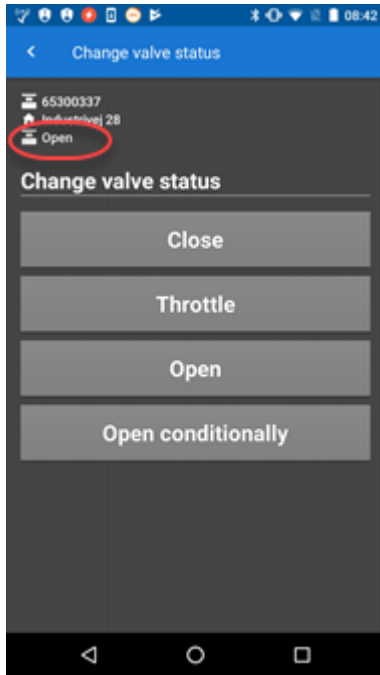 08:42
Change valve status
65300337
Industrivej 28
Open
Change valve status
Close
Throttle
Open
Open conditionally